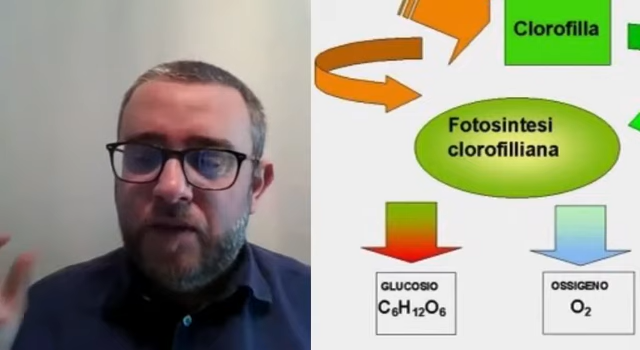 Clorofilla
Fotosintesi
clorofilliana
GLUCOSIO
C₆H₁₂O₆
OSSIGENO
O₂